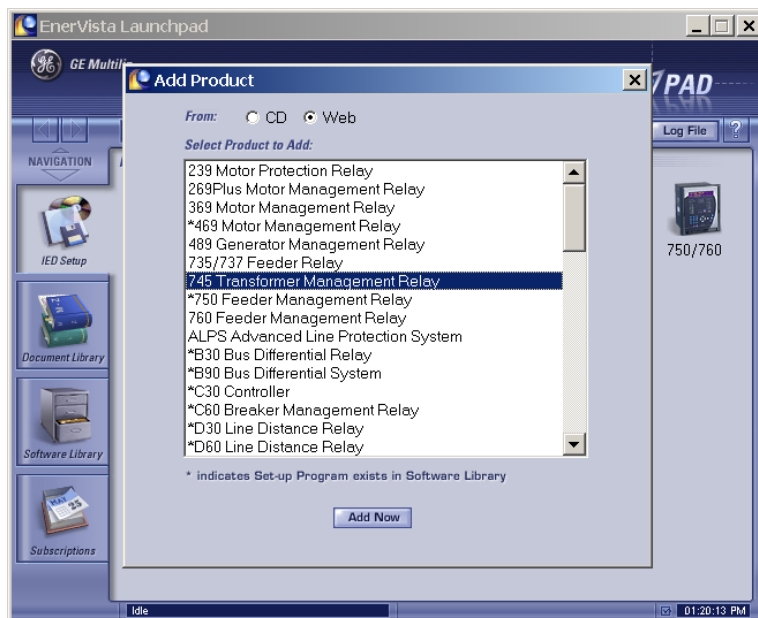 EnerVista Launchpad
GE Multilin
Add Product
PAD
From: CD Web
Log File ?
Select Product to Add:
NAVIGATION
239 Motor Protection Relay
269Plus Motor Management Relay
369 Motor Management Relay
*469 Motor Management Relay
489 Generator Management Relay
735/737 Feeder Relay
745 Transformer Management Relay
*750 Feeder Management Relay
760 Feeder Management Relay
ALPS Advanced Line Protection System
*B30 Bus Differential Relay
*B90 Bus Differential System
*C30 Controller
*C60 Breaker Management Relay
*D30 Line Distance Relay
*D60 Line Distance Relay
* indicates Set-up Program exists in Software Library
Add Now
IED Setup
Document Library
Software Library
MAY
25
Subscriptions
750/760
Idle
01:20:13 PM